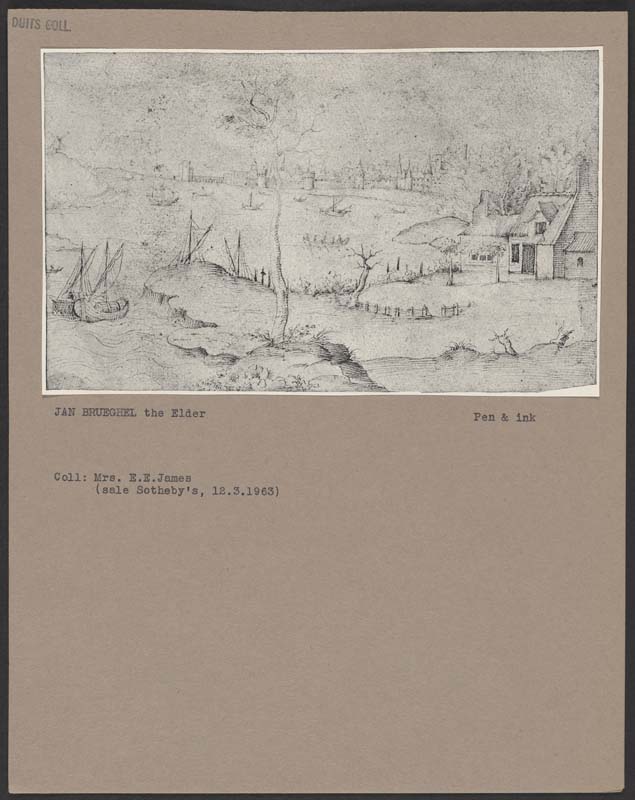 DUITS COLL.
JAN BRUEGHEL the Elder
Pen & ink
Coll: Mrs. E.E.James
(sale Sotheby's, 12.3.1963)